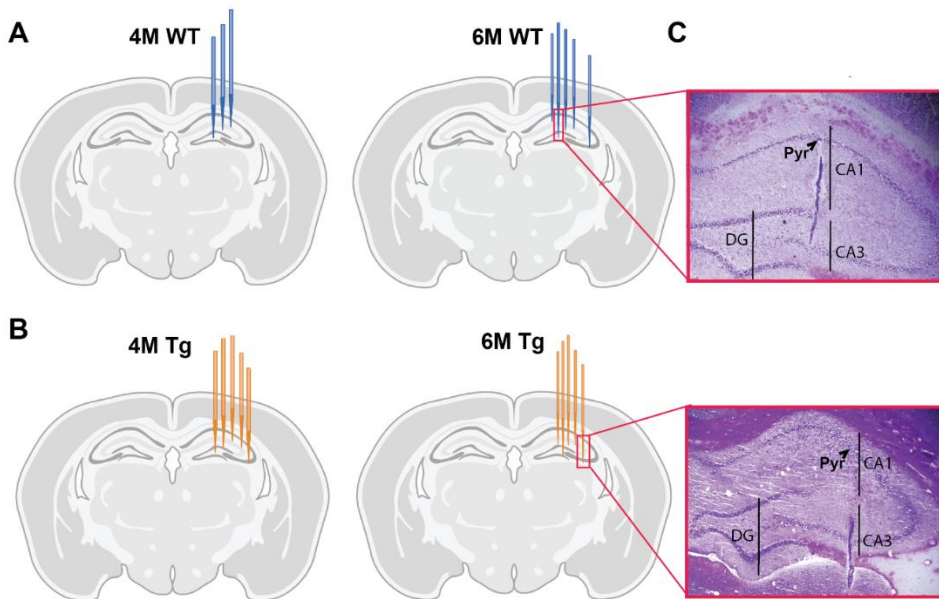 A
4M WT
6M WT
C
Pyr
CA1
DG
CA3
B
4M Tg
6M Tg
Pyr
CA1
DG
CA3